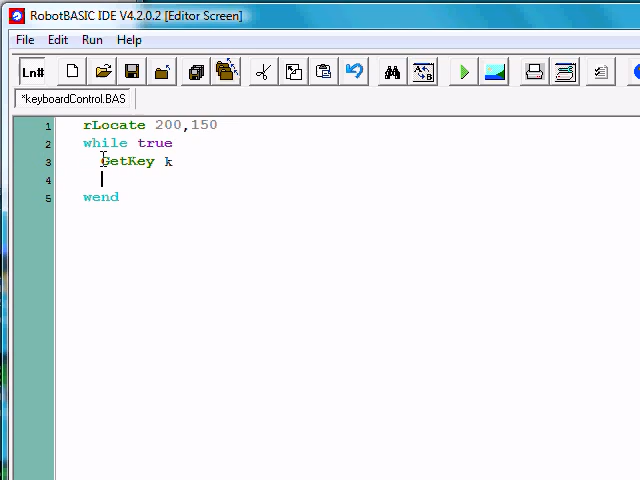 RobotBASIC IDE V4.2.0.2 [Editor Screen]
File Edit Run Help
Ln#
A B
*keyboardControl.BAS
1 rLocate 200,150
2 while true
3 GetKey k
4
5 wend